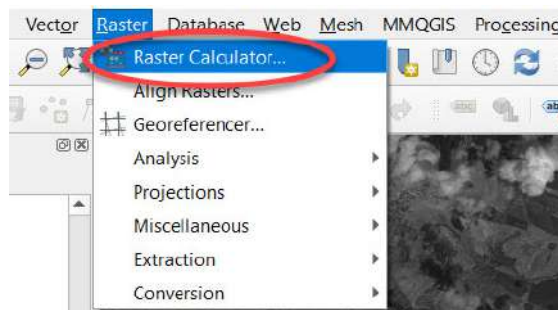 Vector Raster Database Web Mesh MMQGIS Processing
Raster Calculator...
Align Rasters...
Georeferencer...
Analysis
Projections
Miscellaneous
Extraction
Conversion